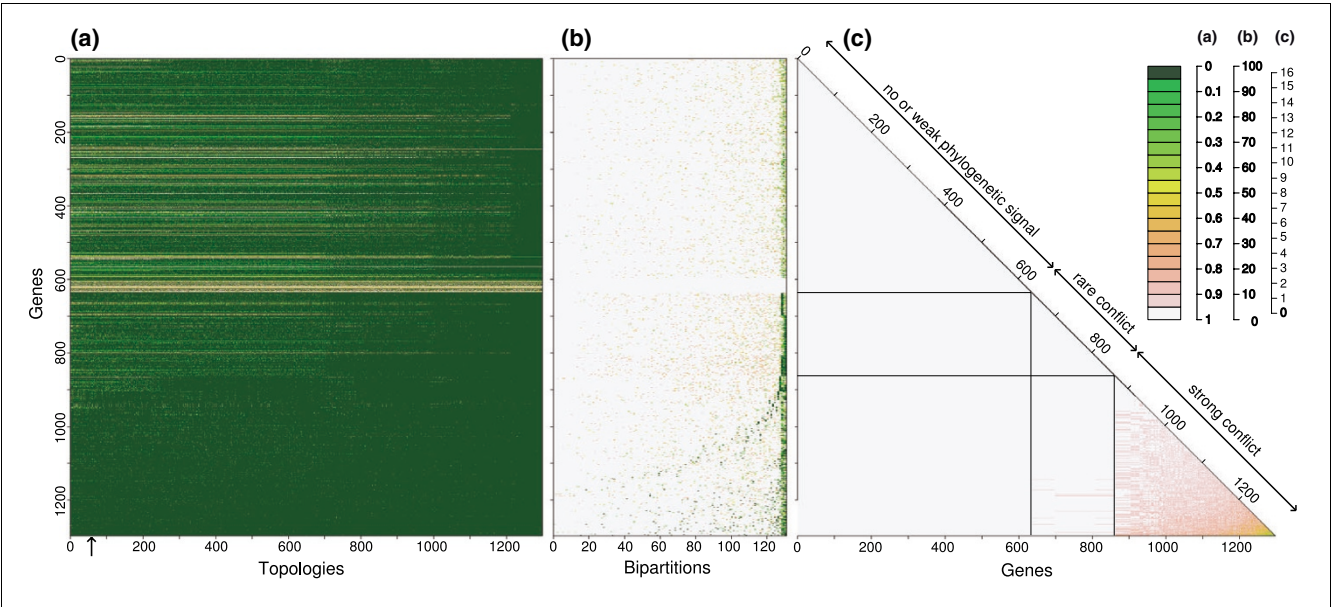 (a)
(b)
(c)
(a) (b) (c)
0 100 16
0.1 90 15
14
0.2 80 13
12
0.3 70 11
10
0.4 60 9
8
0.5 50 7
0.6 40 6
5
0.7 30 4
3
0.8 20 2
0.9 10 1
0
1 0
Genes
0
200
400
600
800
1000
1200
0 200 400 600 800 1000 1200
Topologies
0 20 40 60 80 100 120
Bipartitions
0
200
400
600
800
1000
1200
no or weak phylogenetic signal
rare conflict
strong conflict
0 200 400 600 800 1000 1200
Genes